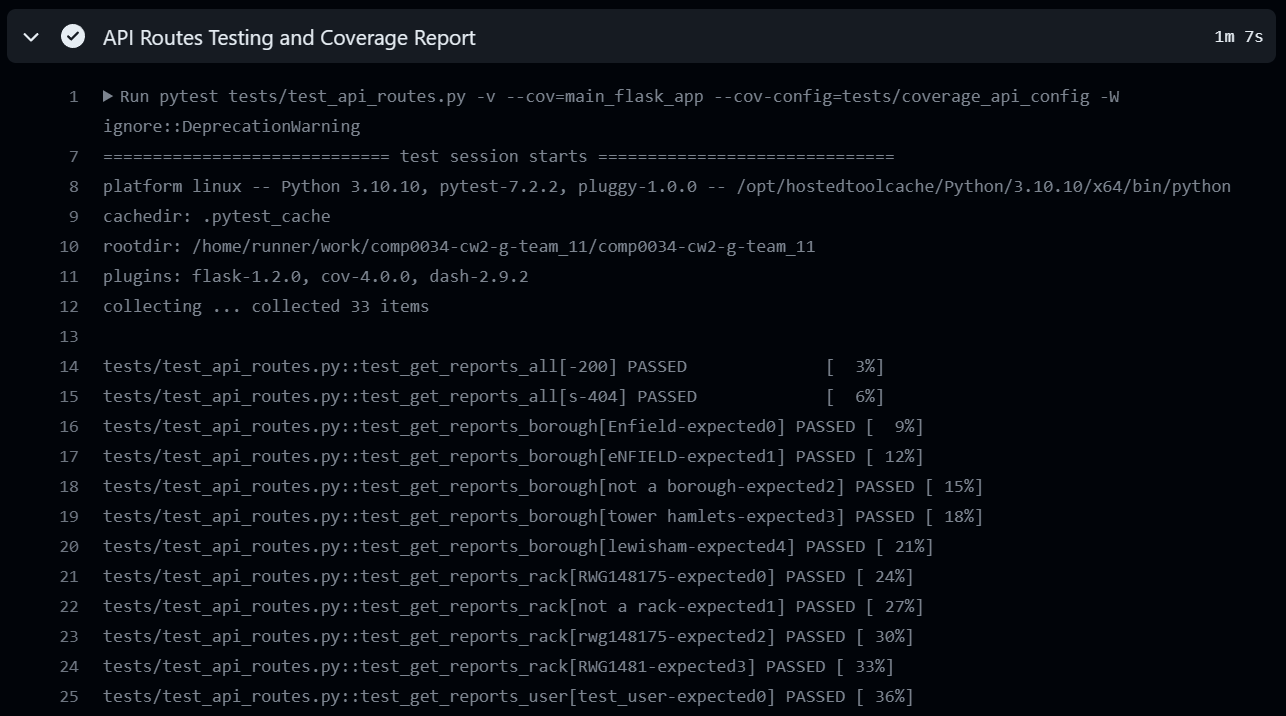 API Routes Testing and Coverage Report 1m 7s
1 Run pytest tests/test_api_routes.py -v --cov=main_flask_app --cov-config=tests/coverage_api_config -W
ignore::DeprecationWarning
7 ============================= test session starts ==============================
8 platform linux -- Python 3.10.10, pytest-7.2.2, pluggy-1.0.0 -- /opt/hostedtoolcache/Python/3.10.10/x64/bin/python
9 cachedir: .pytest_cache
10 rootdir: /home/runner/work/comp0034-cw2-g-team_11/comp0034-cw2-g-team_11
11 plugins: flask-1.2.0, cov-4.0.0, dash-2.9.2
12 collecting ... collected 33 items
13
14 tests/test_api_routes.py::test_get_reports_all[-200] PASSED              [  3%]
15 tests/test_api_routes.py::test_get_reports_all[s-404] PASSED             [  6%]
16 tests/test_api_routes.py::test_get_reports_borough[Enfield-expected0] PASSED [  9%]
17 tests/test_api_routes.py::test_get_reports_borough[eNFIELD-expected1] PASSED [ 12%]
18 tests/test_api_routes.py::test_get_reports_borough[not a borough-expected2] PASSED [ 15%]
19 tests/test_api_routes.py::test_get_reports_borough[tower hamlets-expected3] PASSED [ 18%]
20 tests/test_api_routes.py::test_get_reports_borough[lewisham-expected4] PASSED [ 21%]
21 tests/test_api_routes.py::test_get_reports_rack[RWG148175-expected0] PASSED [ 24%]
22 tests/test_api_routes.py::test_get_reports_rack[not a rack-expected1] PASSED [ 27%]
23 tests/test_api_routes.py::test_get_reports_rack[rwg148175-expected2] PASSED [ 30%]
24 tests/test_api_routes.py::test_get_reports_rack[RWG1481-expected3] PASSED [ 33%]
25 tests/test_api_routes.py::test_get_reports_user[test_user-expected0] PASSED [ 36%]